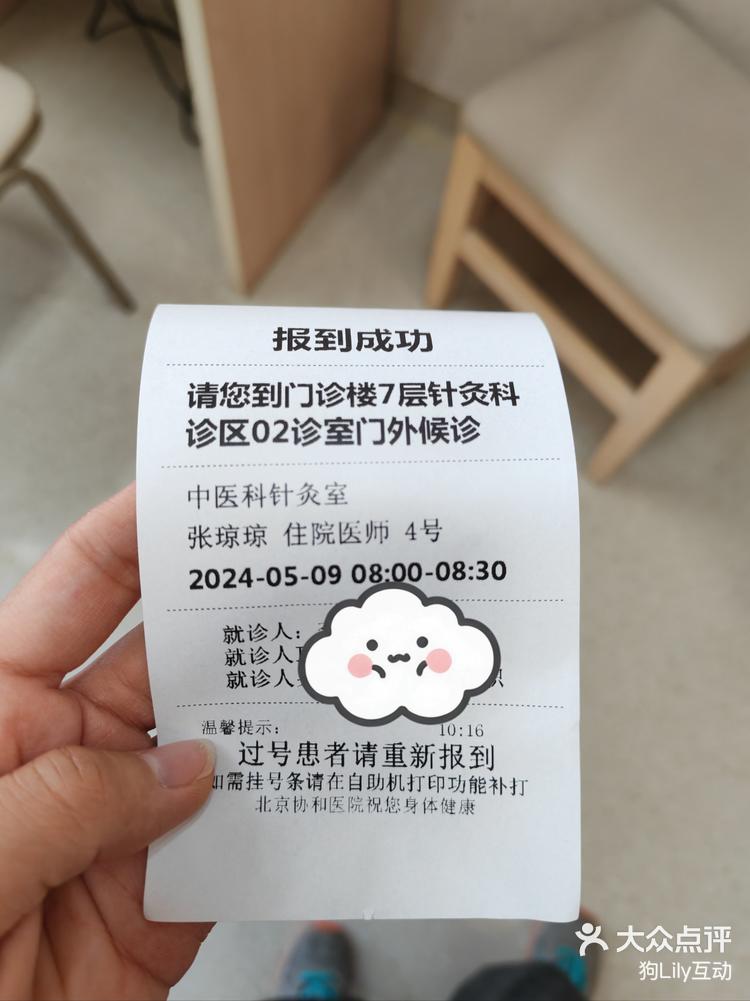 报到成功
请您到门诊楼7层针灸科
诊区02诊室门外候诊
中医科针灸室
张琼琼 住院医师 4号
2024-05-09 08:00-08:30
就诊人：
就诊人
就诊人
温馨提示： 10:16
过号患者请重新报到
如需挂号条请在自助机打印功能补打
北京协和医院祝您身体健康
大众点评
狗Lily互动